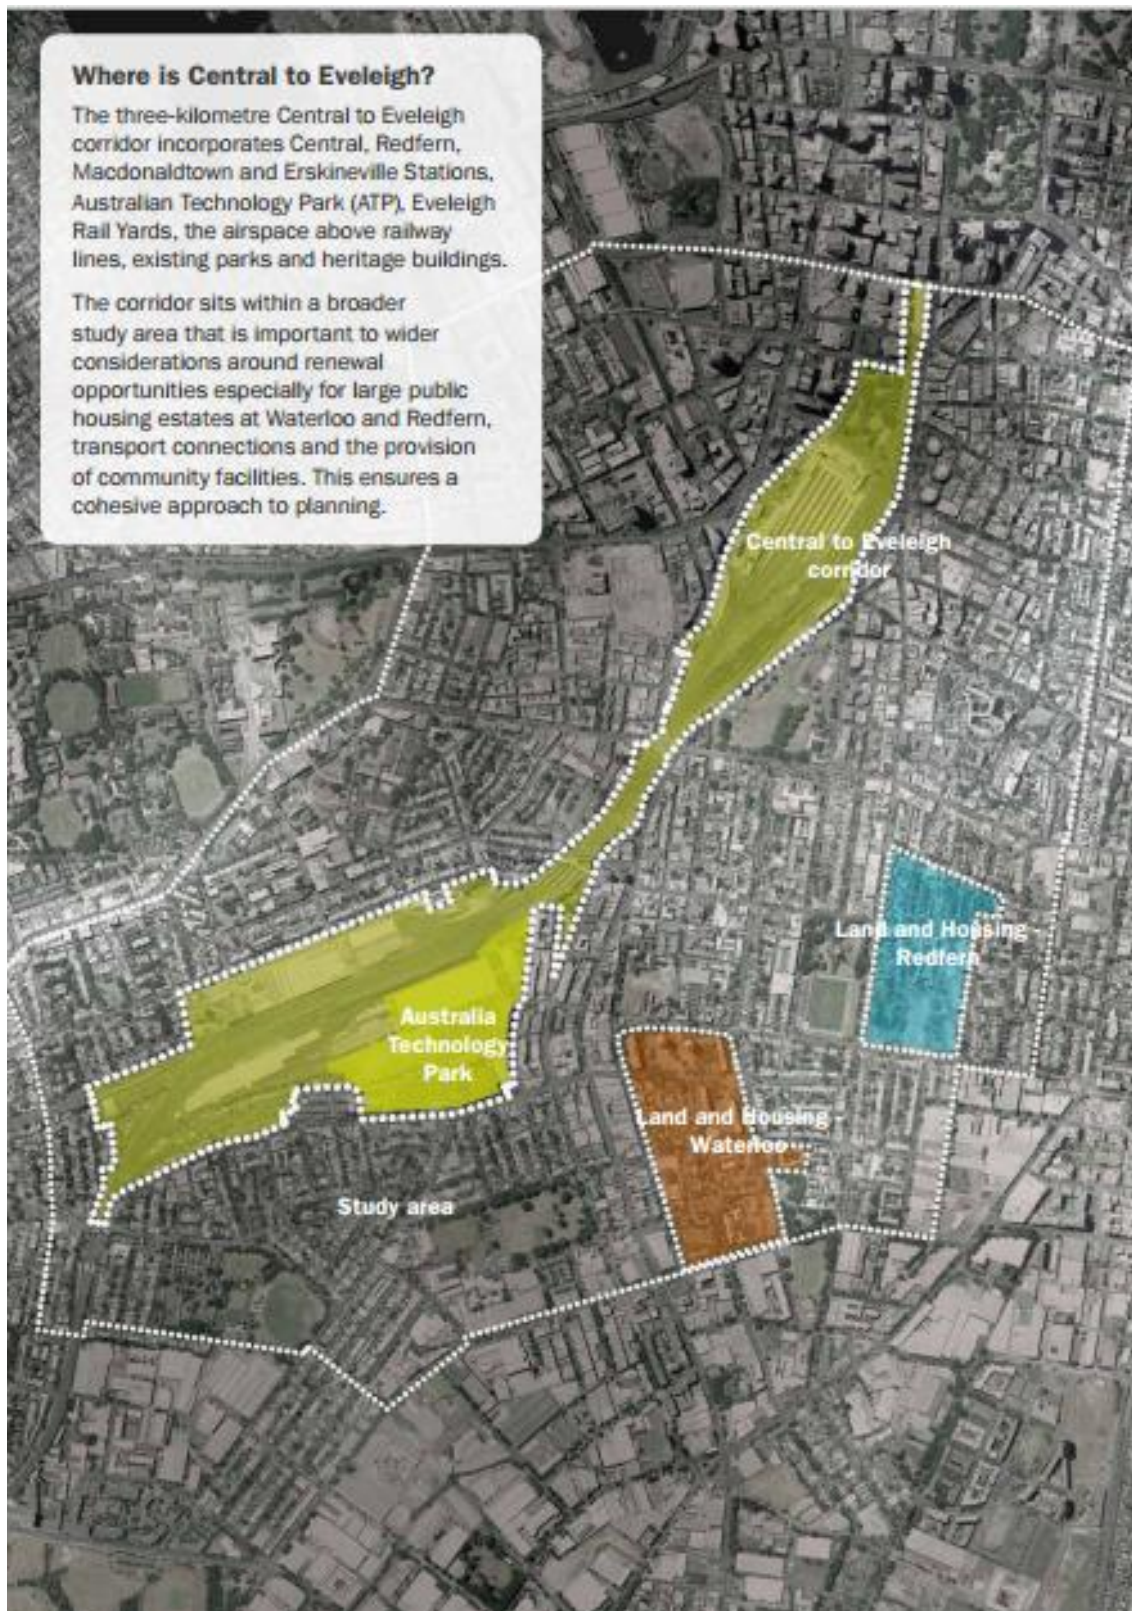 Where is Central to Eveleigh?
The three-kilometre Central to Eveleigh
corridor incorporates Central, Redfern,
Macdonaldtown and Erskineville Stations,
Australian Technology Park (ATP), Eveleigh
Rail Yards, the airspace above railway
lines, existing parks and heritage buildings.
The corridor sits within a broader
study area that is important to wider
considerations around renewal
opportunities especially for large public
housing estates at Waterloo and Redfern,
transport connections and the provision
of community facilities. This ensures a
cohesive approach to planning.
Central to Eveleigh
corridor
Land and Housing -
Redfern
Australia
Technology
Park
Land and Housing -
Waterloo
Study area